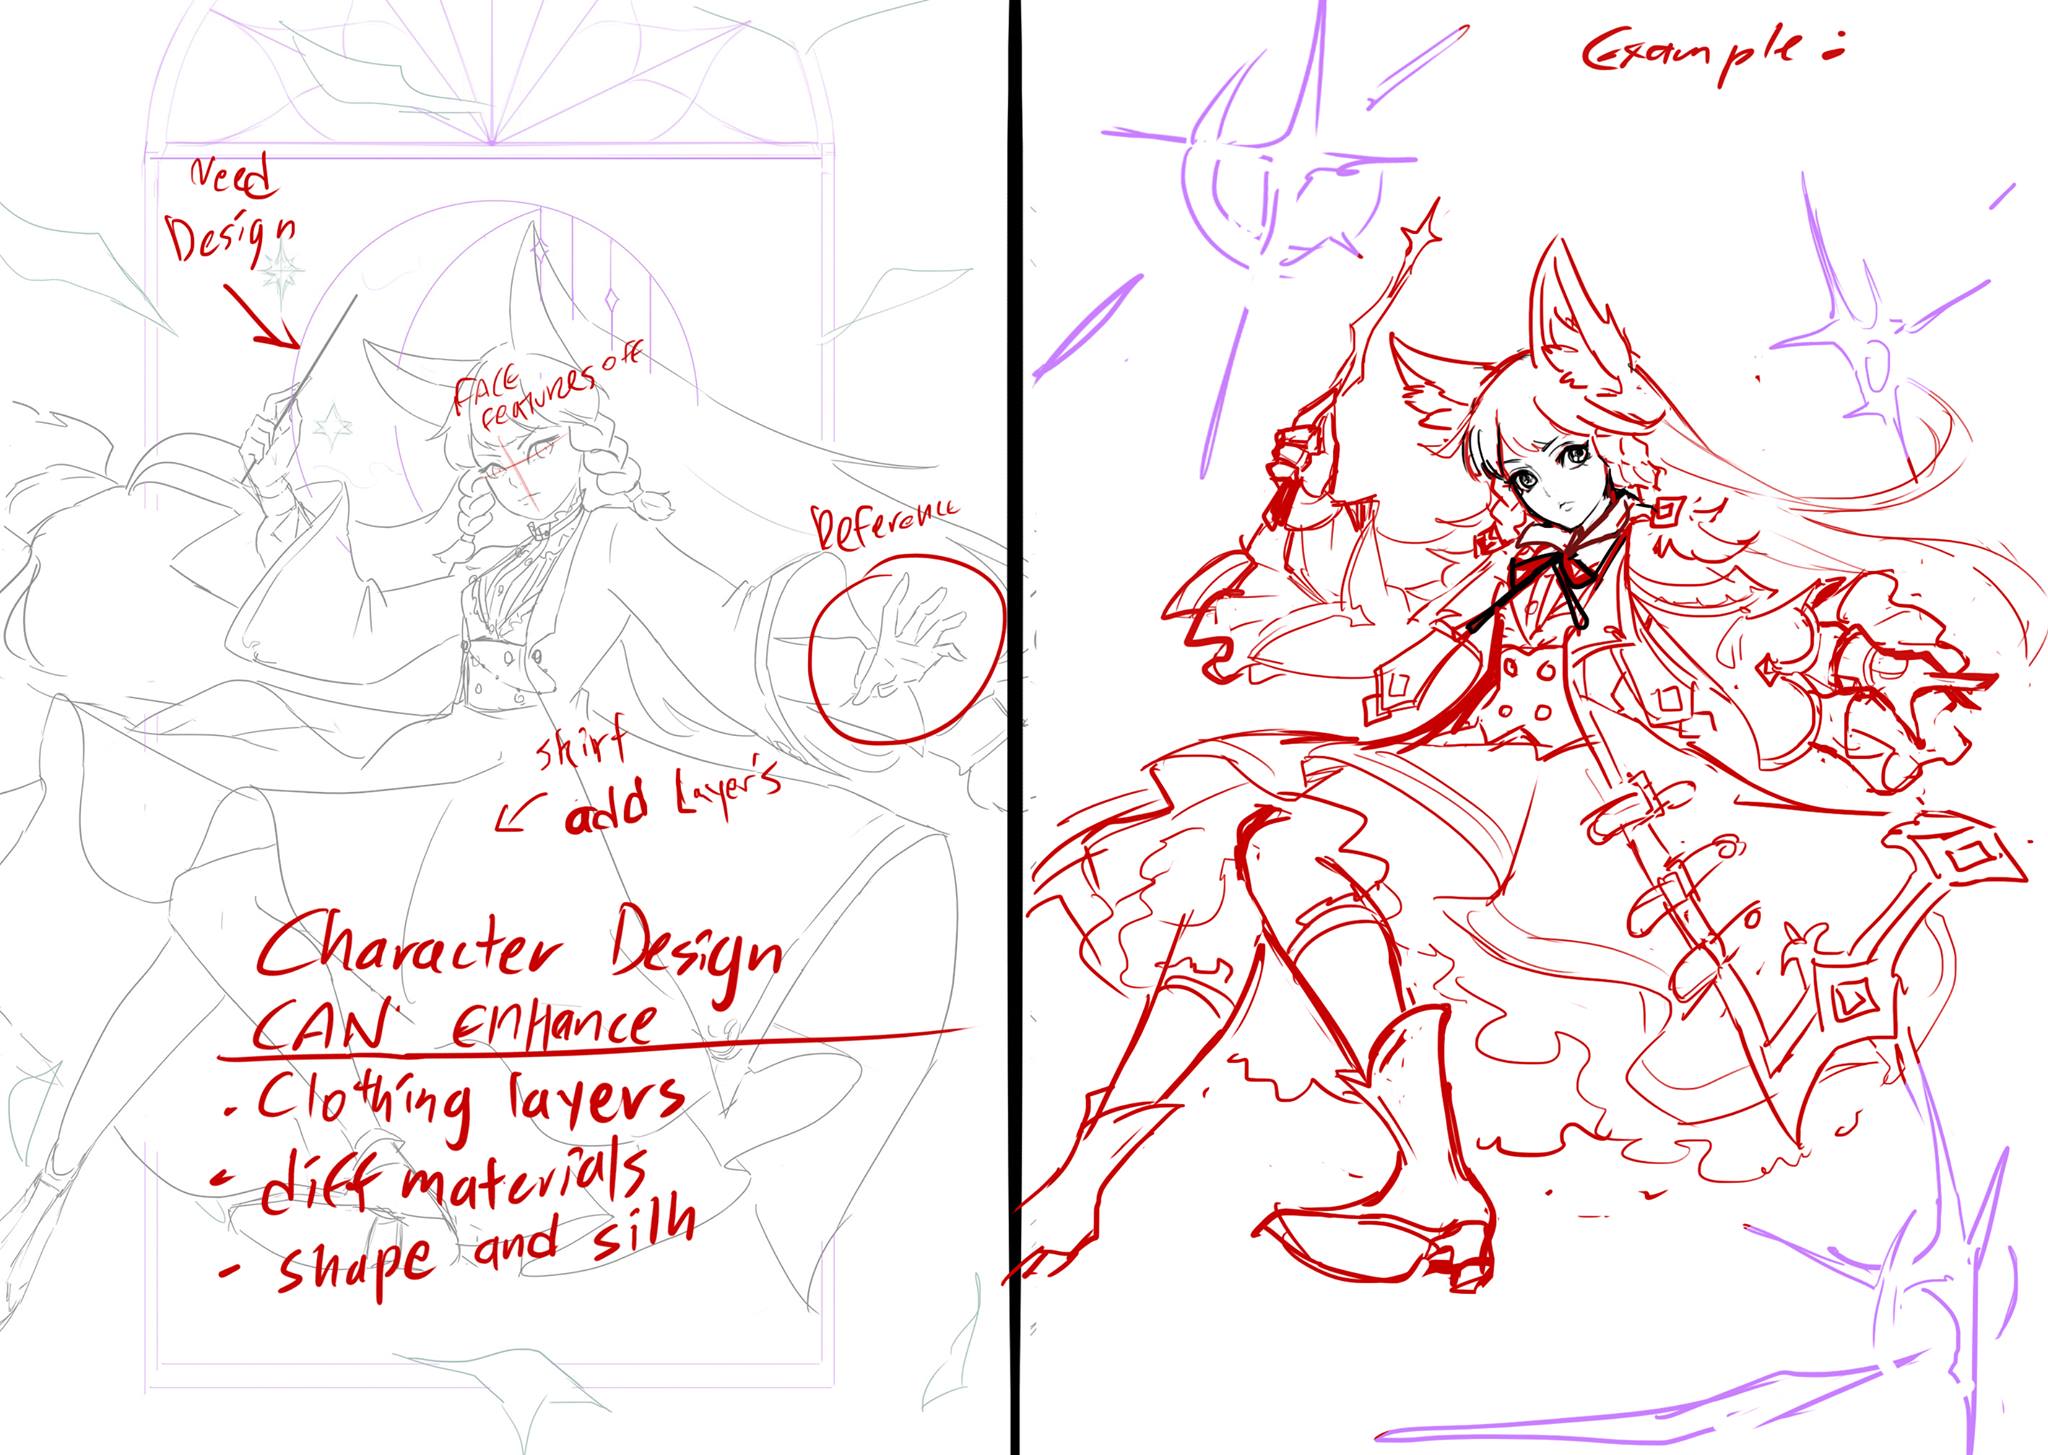 Need
Design
FACE
FEATURES OFF
Reference
Skirt
add Layer's
Character Design
CAN ENHANCE
• Clothing layers
• diff materials
- shape and silh
Example: